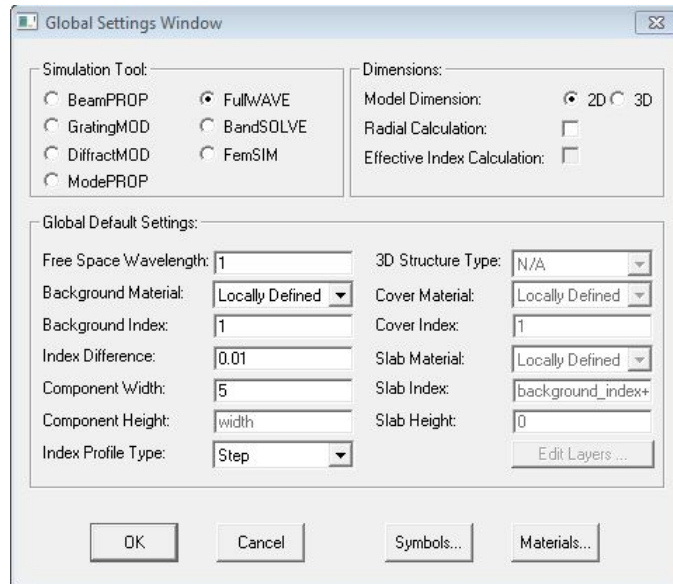 Global Settings Window
Simulation Tool:
BeamPROP
FullWAVE
GratingMOD
BandSOLVE
DiffractMOD
FemSIM
ModePROP
Dimensions:
Model Dimension: 2D 3D
Radial Calculation:
Effective Index Calculation:
Global Default Settings:
Free Space Wavelength: 1
3D Structure Type: N/A
Background Material: Locally Defined
Cover Material: Locally Defined
Background Index: 1
Cover Index: 1
Index Difference: 0.01
Slab Material: Locally Defined
Component Width: 5
Slab Index: background_index+
Component Height: width
Slab Height: 0
Index Profile Type: Step
Edit Layers ...
OK
Cancel
Symbols...
Materials...